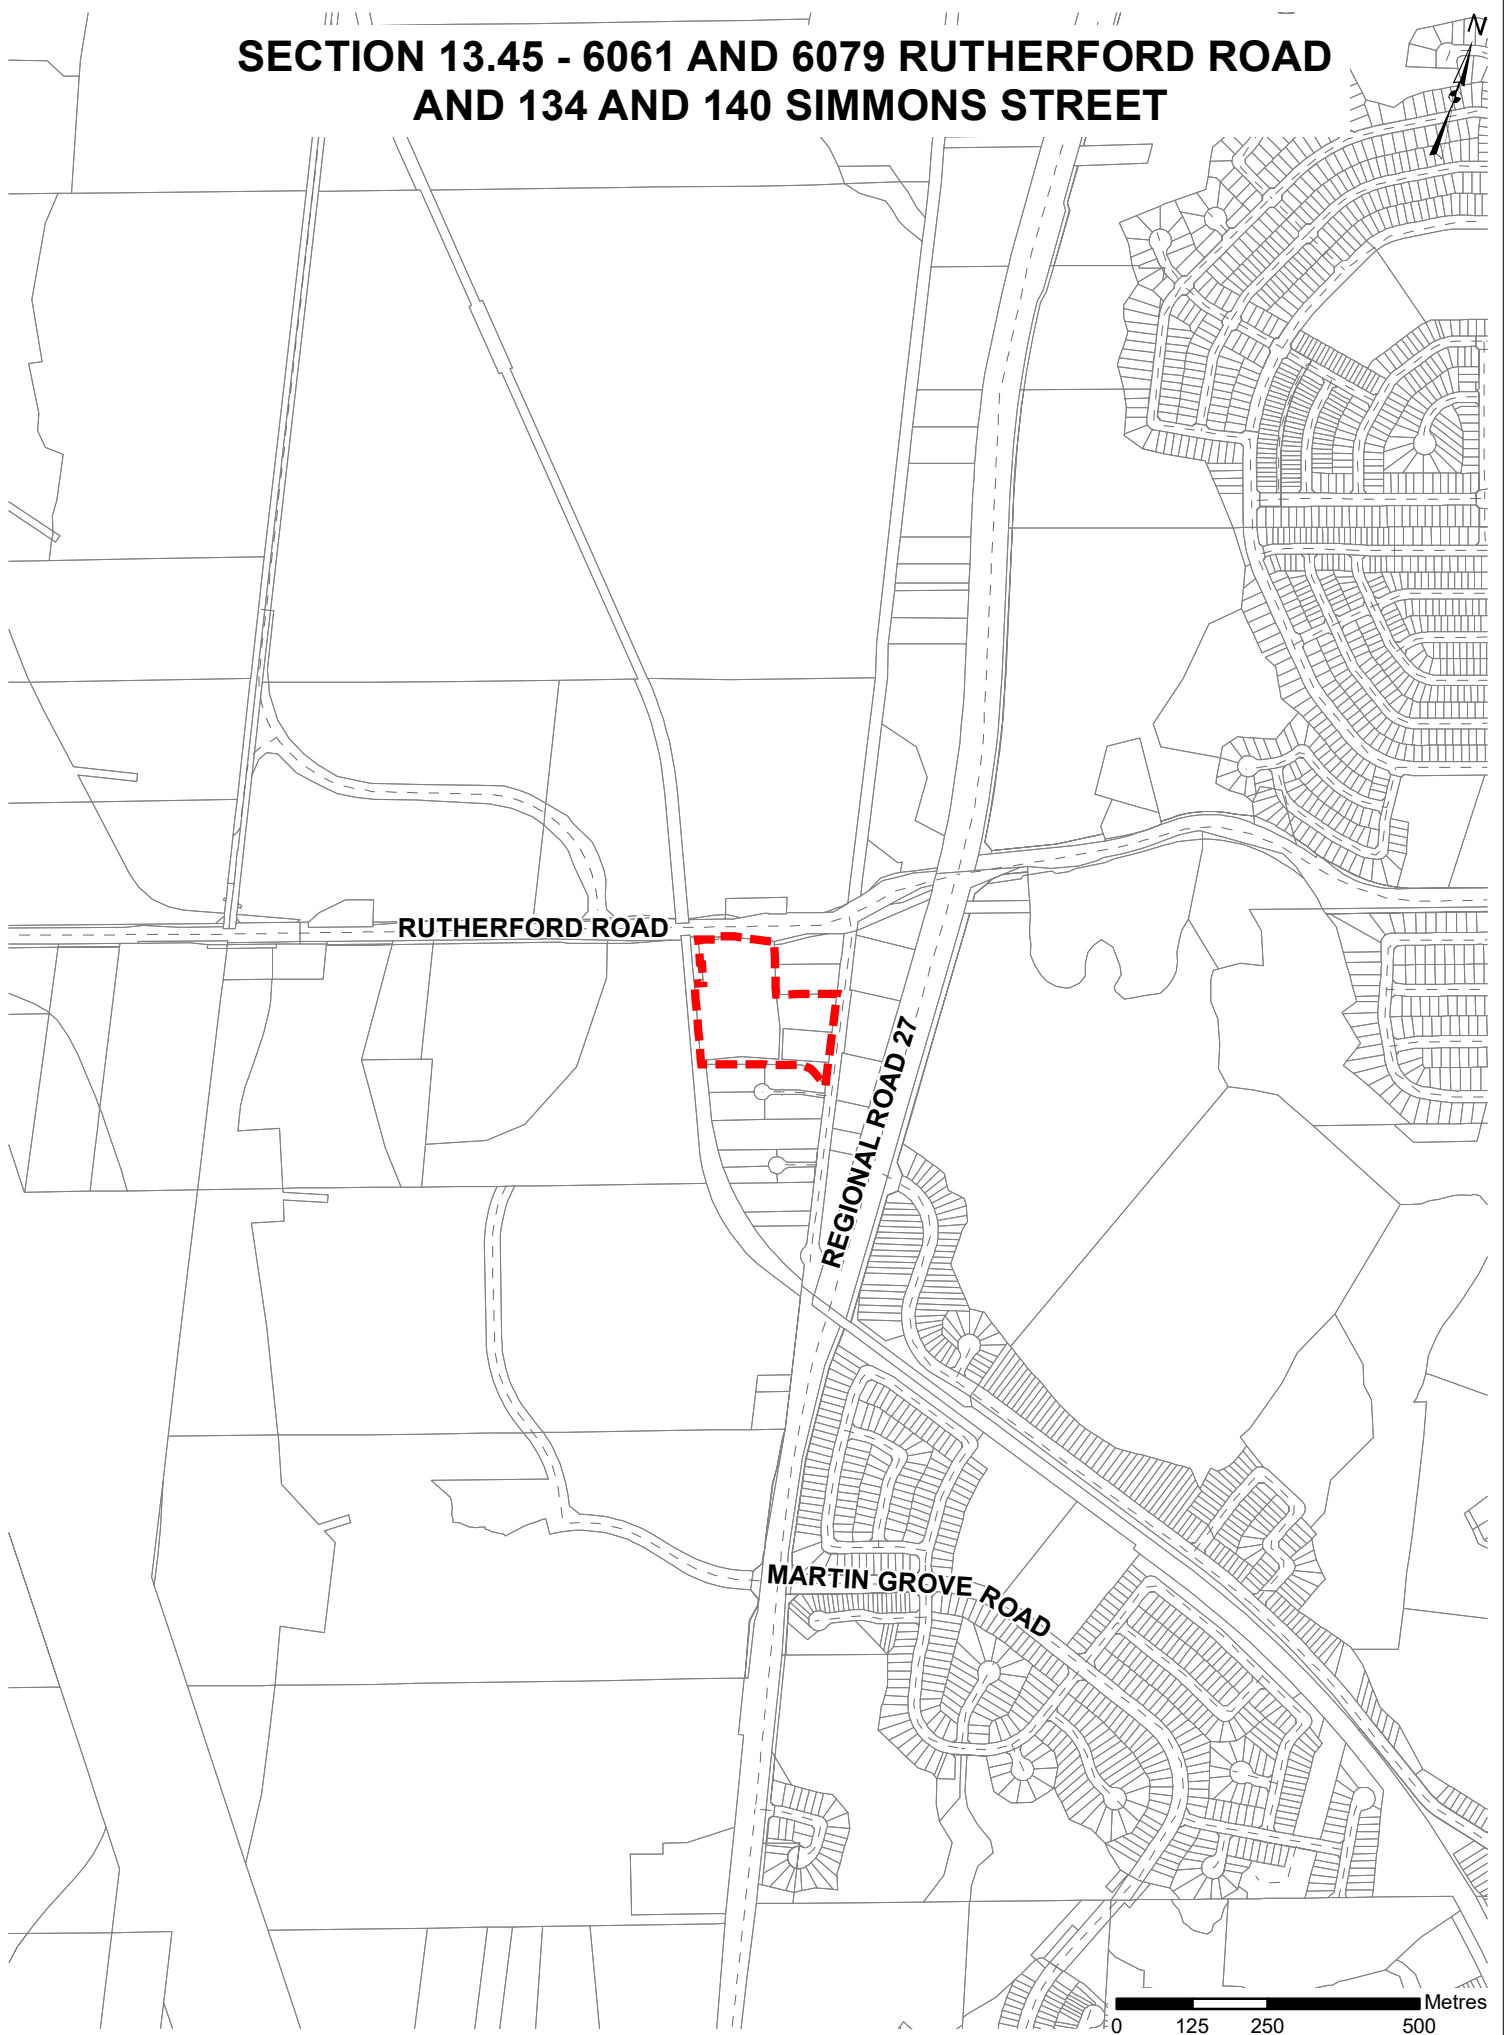 SECTION 13.45 - 6061 AND 6079 RUTHERFORD ROAD
AND 134 AND 140 SIMMONS STREET
N
RUTHERFORD ROAD
REGIONAL ROAD 27
MARTIN GROVE ROAD
Metres
0 125 250 500